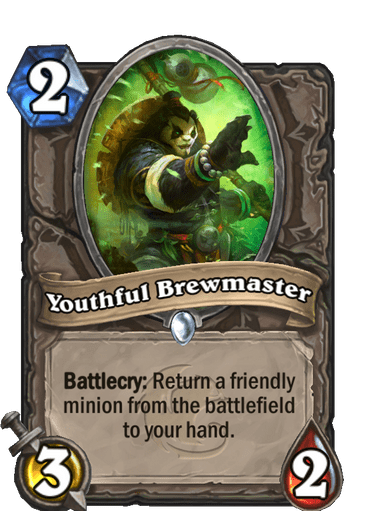 2
Youthful Brewmaster
Battlecry: Return a friendly
minion from the battlefield
to your hand.
3
2